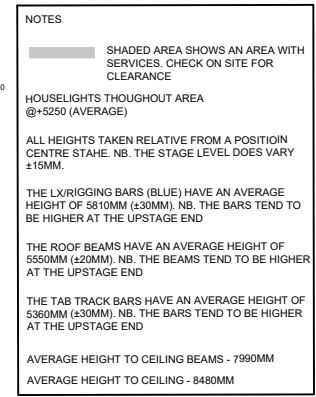 NOTES
SHADED AREA SHOWS AN AREA WITH
SERVICES. CHECK ON SITE FOR
CLEARANCE
0
HOUSELIGHTS THOUGHOUT AREA
@+5250 (AVERAGE)
ALL HEIGHTS TAKEN RELATIVE FROM A POSITION
CENTRE STAHE. NB. THE STAGE LEVEL DOES VARY
±15MM.
THE LX/RIGGING BARS (BLUE) HAVE AN AVERAGE
HEIGHT OF 5810MM (±30MM). NB. THE BARS TEND TO
BE HIGHER AT THE UPSTAGE END
THE ROOF BEAMS HAVE AN AVERAGE HEIGHT OF
5550MM (±20MM). NB. THE BEAMS TEND TO BE HIGHER
AT THE UPSTAGE END
THE TAB TRACK BARS HAVE AN AVERAGE HEIGHT OF
5360MM (±30MM). NB. THE BARS TEND TO BE HIGHER
AT THE UPSTAGE END
AVERAGE HEIGHT TO CEILING BEAMS - 7990MM
AVERAGE HEIGHT TO CEILING - 8480MM